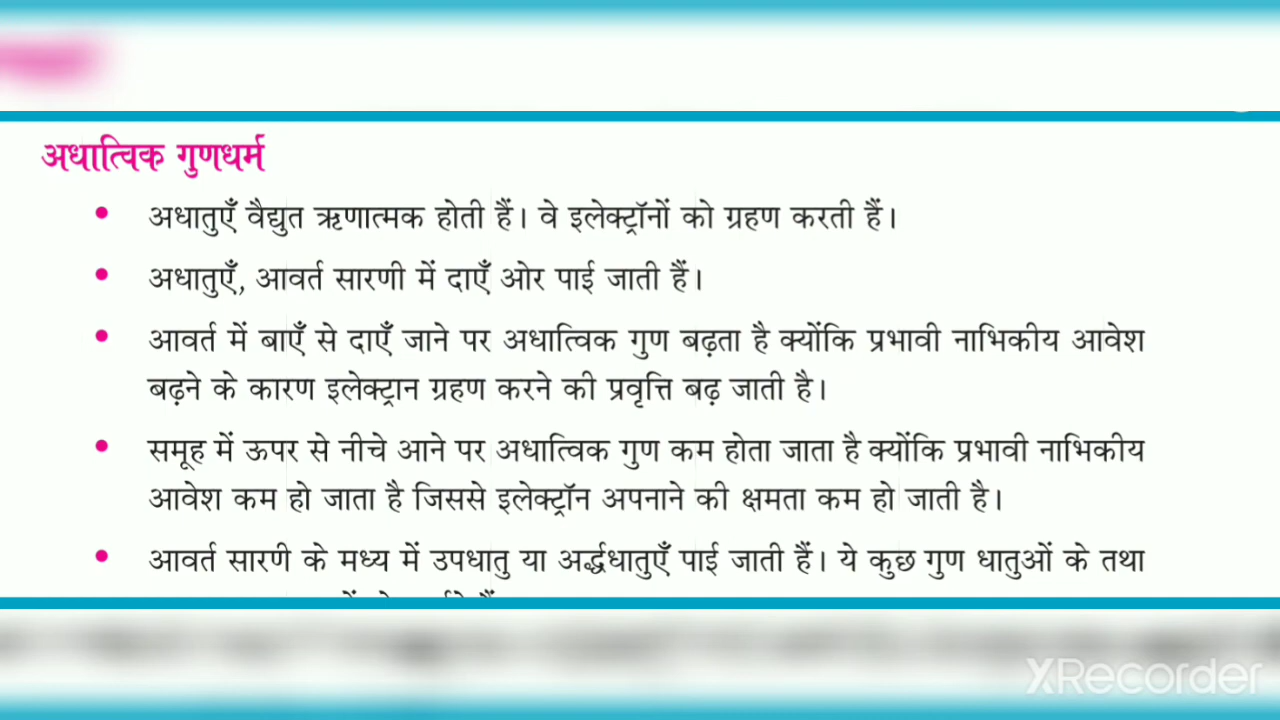 अधात्विक गुणधर्म
• अधातुएँ वैद्युत ऋणात्मक होती हैं। वे इलेक्ट्रॉनों को ग्रहण करती हैं।
• अधातुएँ, आवर्त सारणी में दाएँ ओर पाई जाती हैं।
• आवर्त में बाएँ से दाएँ जाने पर अधात्विक गुण बढ़ता है क्योंकि प्रभावी नाभिकीय आवेश
बढ़ने के कारण इलेक्ट्रान ग्रहण करने की प्रवृत्ति बढ़ जाती है।
• समूह में ऊपर से नीचे आने पर अधात्विक गुण कम होता जाता है क्योंकि प्रभावी नाभिकीय
आवेश कम हो जाता है जिससे इलेक्ट्रॉन अपनाने की क्षमता कम हो जाती है।
• आवर्त सारणी के मध्य में उपधातु या अर्द्धधातुएँ पाई जाती हैं। ये कुछ गुण धातुओं के तथा
XRecorder